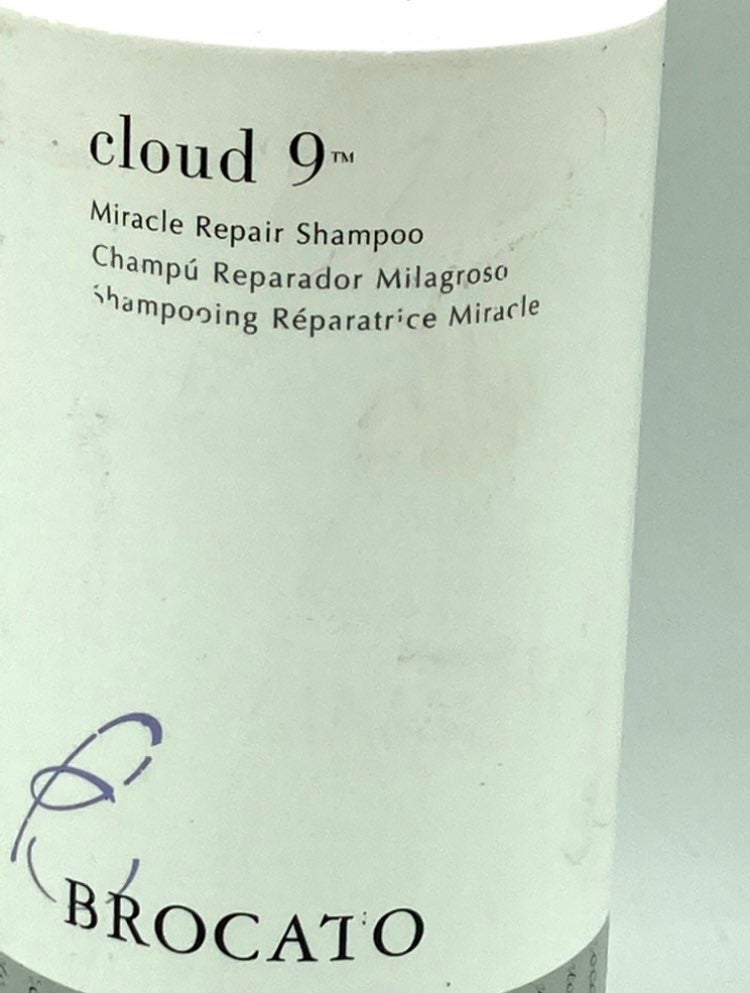 cloud 9™
Miracle Repair Shampoo
Champú Reparador Milagroso
Shampooing Réparatrice Miracle
BROCATO